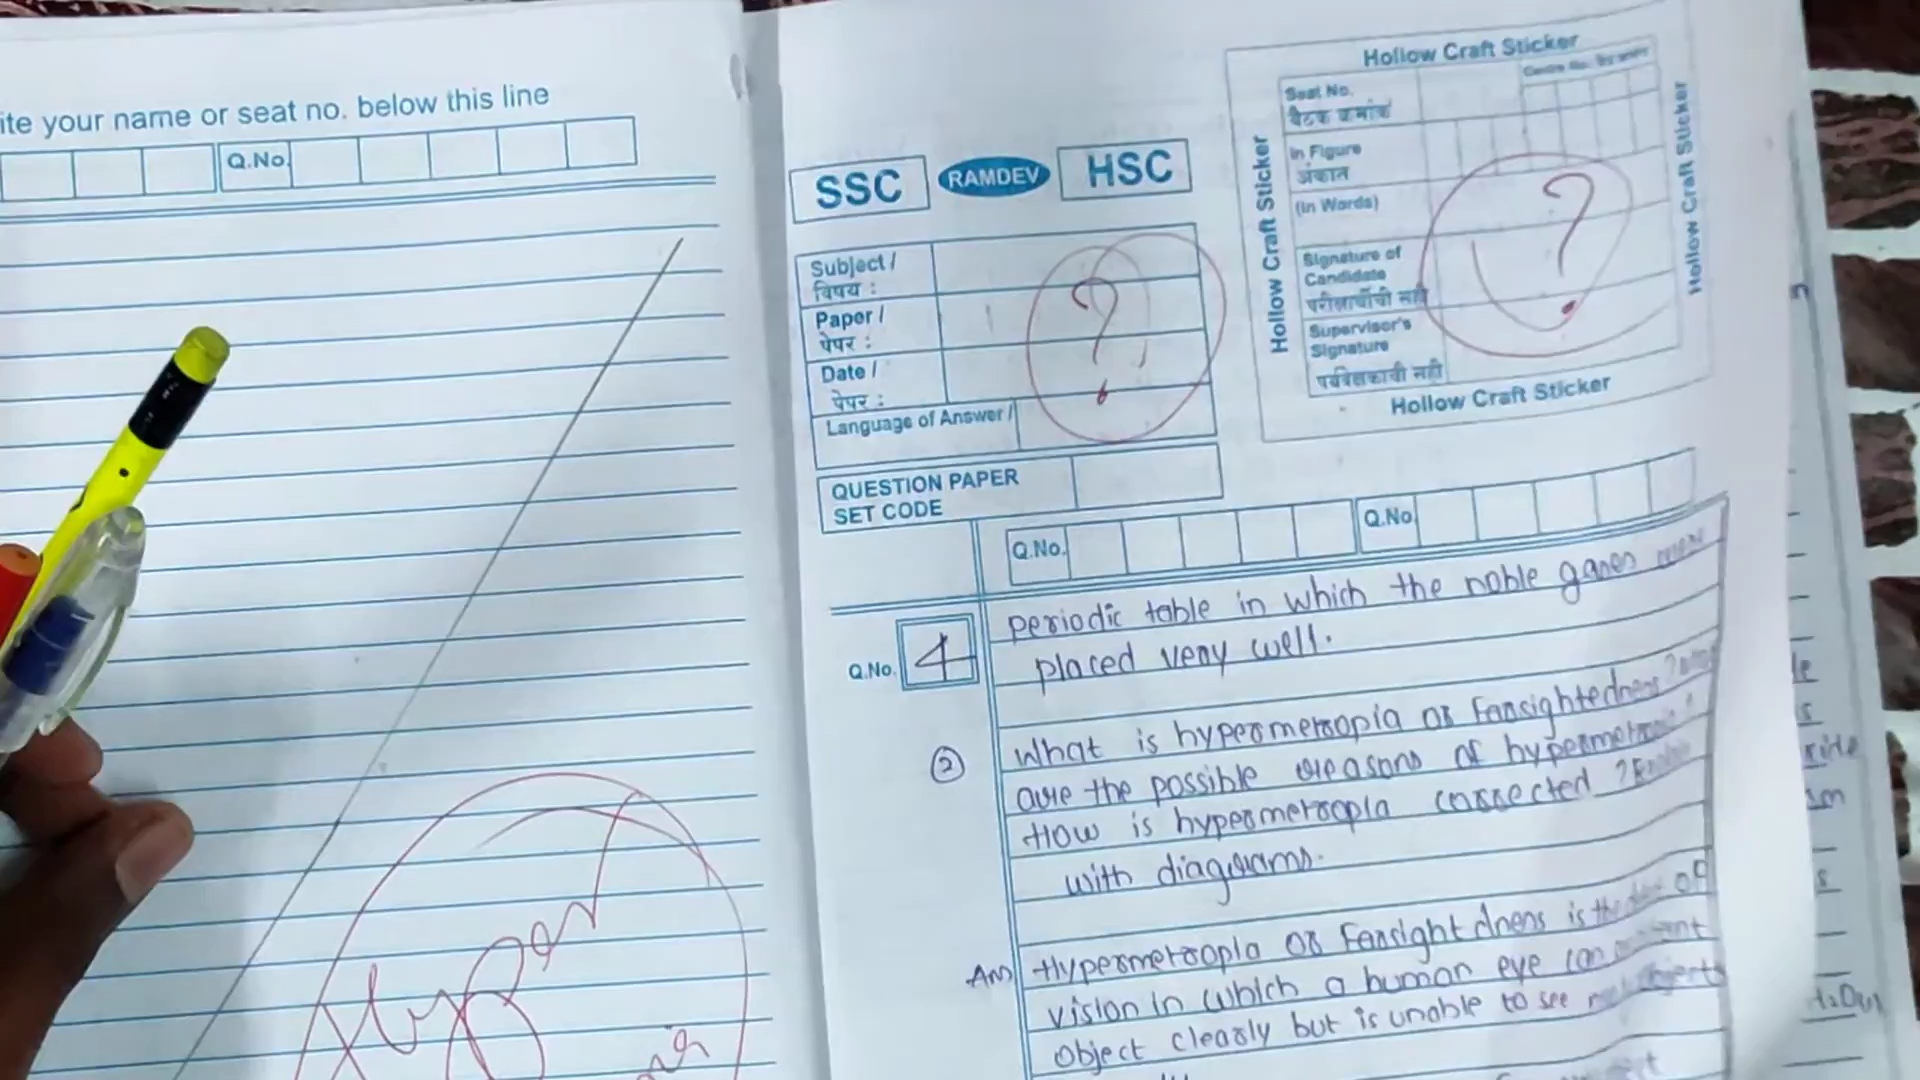 ite your name or seat no. below this line
Q.No.
SSC RAMDEV HSC
Subject /
विषय :
Paper /
पेपर :
Date /
पेपर :
Language of Answer /
QUESTION PAPER
SET CODE
Hollow Craft Sticker
Hollow Craft Sticker
Seat No.
बैठक क्रमांक
In Figure
अंकात
(In Words)
Signature of
Candidate
परीक्षार्थीची सही
Supervisor's
Signature
पर्यवेक्षकाची सही
Hollow Craft Sticker
Hollow Craft Sticker
?
?
Q.No. Q.No.
Q.No. 4
periodic table in which the noble gases
placed very well.
② What is hypermetropia or Farsightedness ?
are the possible reasons of
How is hypermetropia corrected ?
with diagrams.
Ans Hypermetropia or Farsightdness is the of
vision in which a human eye can
object clearly but is unable to see objects